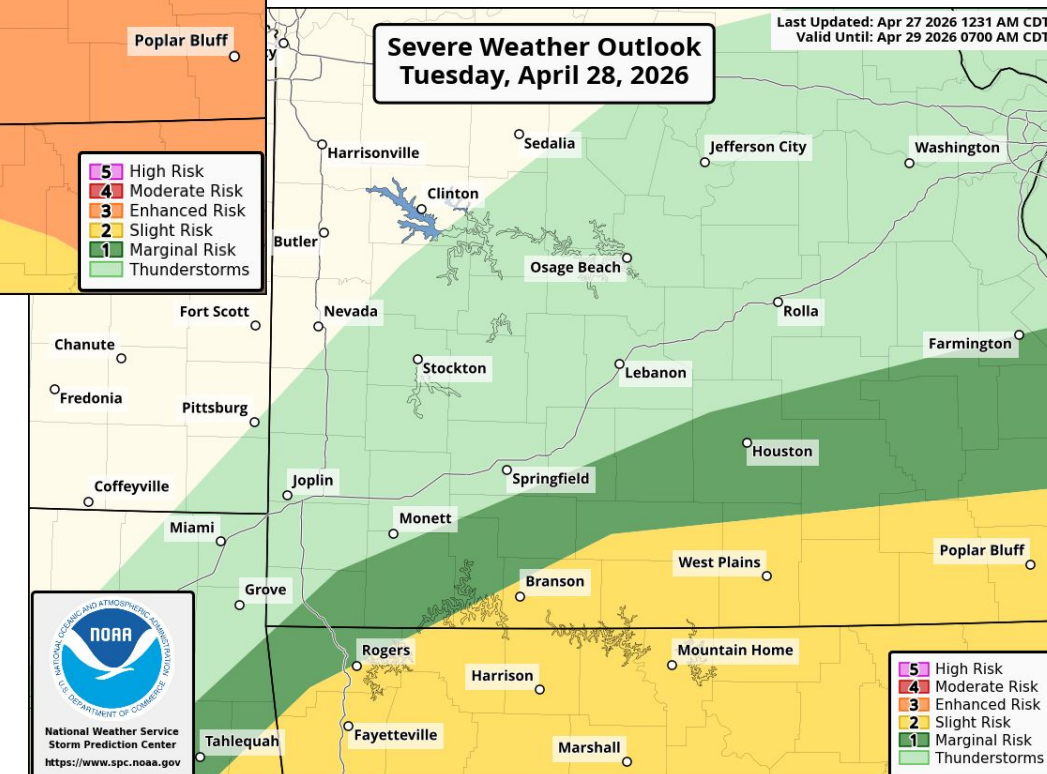 Poplar Bluff
5 High Risk
4 Moderate Risk
3 Enhanced Risk
2 Slight Risk
1 Marginal Risk
Thunderstorms
Severe Weather Outlook
Tuesday, April 28, 2026
Last Updated: Apr 27 2026 1231 AM CDT
Valid Until: Apr 29 2026 0700 AM CDT
Sedalia
Jefferson City
Washington
Harrisonville
Clinton
Butler
Osage Beach
Fort Scott
Nevada
Rolla
Chanute
Farmington
Stockton
Lebanon
Fredonia
Pittsburg
Houston
Coffeyville
Joplin
Springfield
Miami
Monett
West Plains
Poplar Bluff
Grove
Branson
Rogers
Mountain Home
Harrison
Fayetteville
Tahlequah
Marshall
NATIONAL OCEANIC AND ATMOSPHERIC ADMINISTRATION
NOAA
U.S. DEPARTMENT OF COMMERCE
National Weather Service
Storm Prediction Center
https://www.spc.noaa.gov
5 High Risk
4 Moderate Risk
3 Enhanced Risk
2 Slight Risk
1 Marginal Risk
Thunderstorms